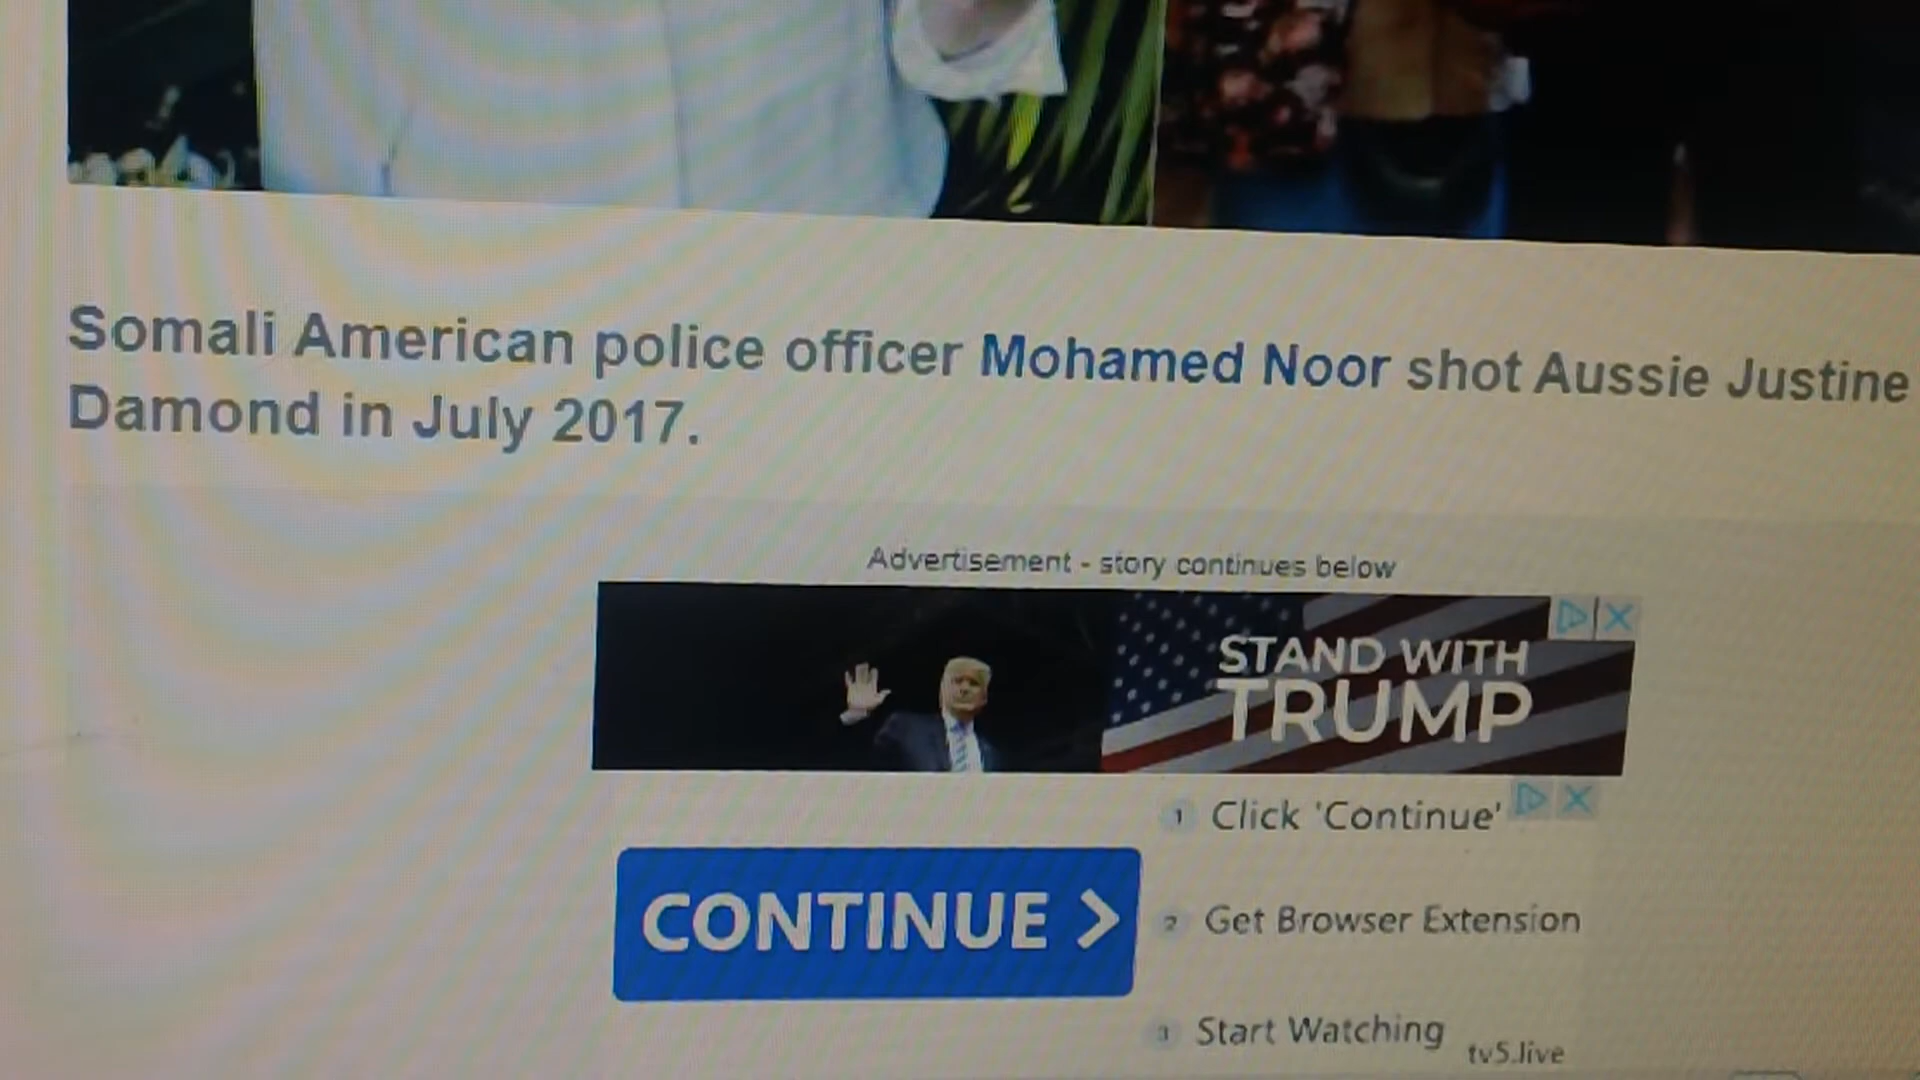 Somali American police officer Mohamed Noor shot Aussie Justine
Damond in July 2017.
Advertisement - story continues below
STAND WITH
TRUMP
CONTINUE >
1 Click 'Continue'
2 Get Browser Extension
3 Start Watching
tv5.live